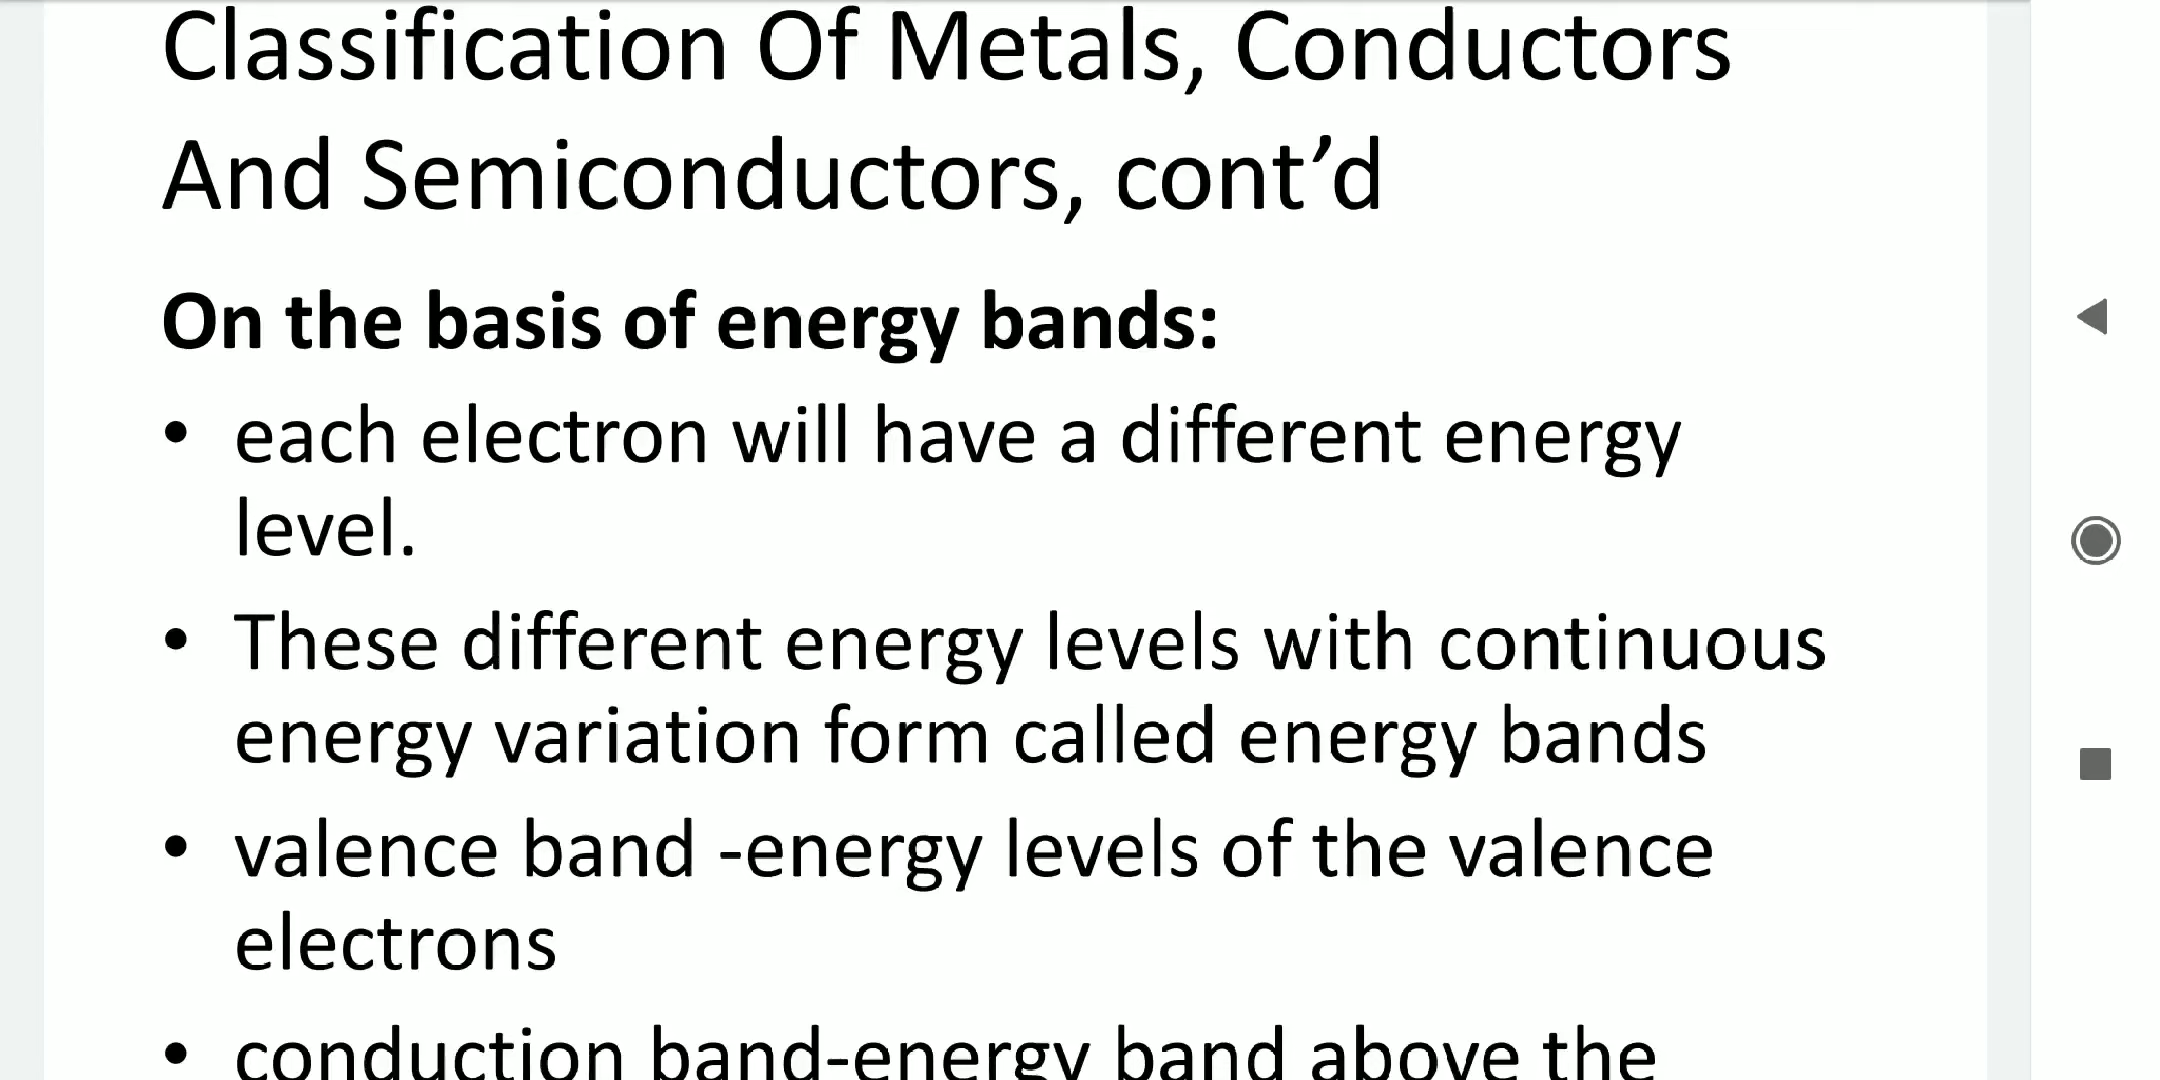 Classification Of Metals, Conductors
And Semiconductors, cont’d
On the basis of energy bands:
• each electron will have a different energy
level.
• These different energy levels with continuous
energy variation form called energy bands
• valence band -energy levels of the valence
electrons
• conduction band-energy band above the